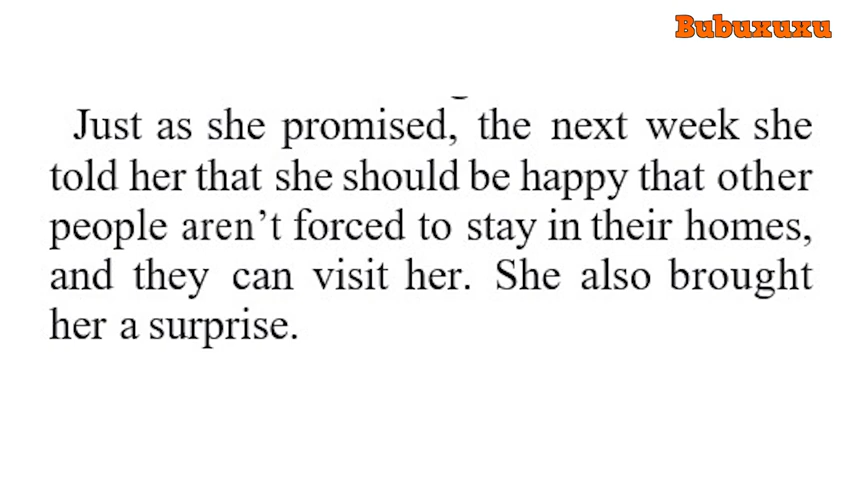 Bubuxuxu
Just as she promised, the next week she
told her that she should be happy that other
people aren't forced to stay in their homes,
and they can visit her. She also brought
her a surprise.